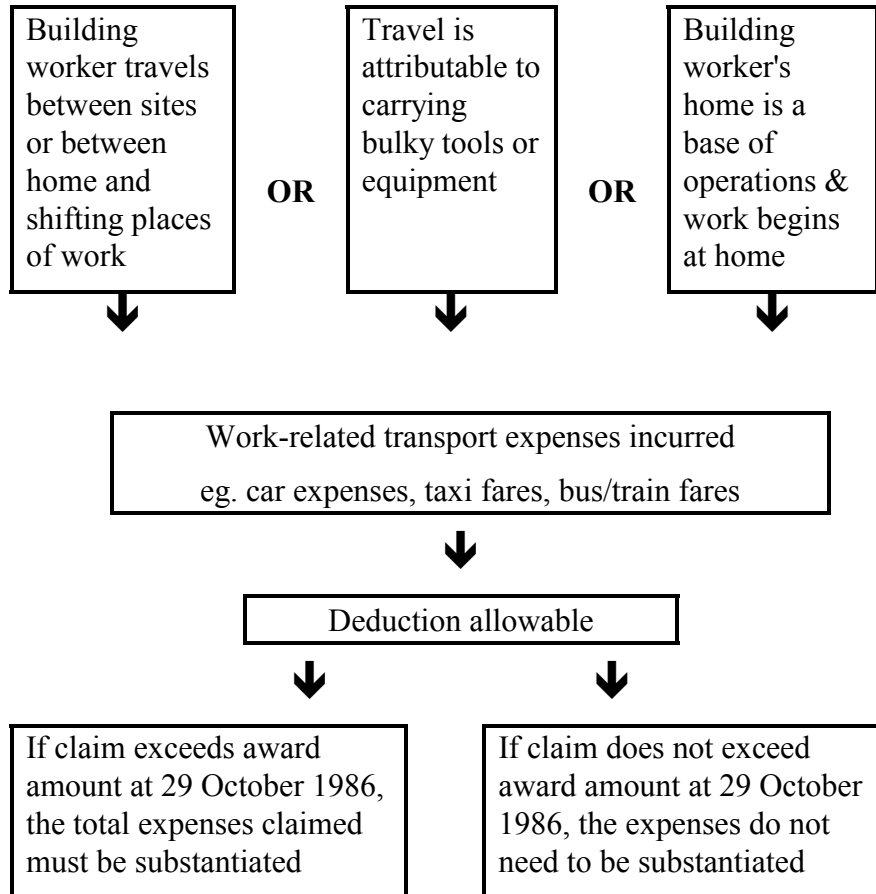 Building
worker travels
between sites
or between
home and
shifting places
of work
OR
Travel is
attributable to
carrying
bulky tools or
equipment
OR
Building
worker's
home is a
base of
operations &
work begins
at home
Work-related transport expenses incurred
eg. car expenses, taxi fares, bus/train fares
Deduction allowable
If claim exceeds award
amount at 29 October 1986,
the total expenses claimed
must be substantiated
If claim does not exceed
award amount at 29 October
1986, the expenses do not
need to be substantiated